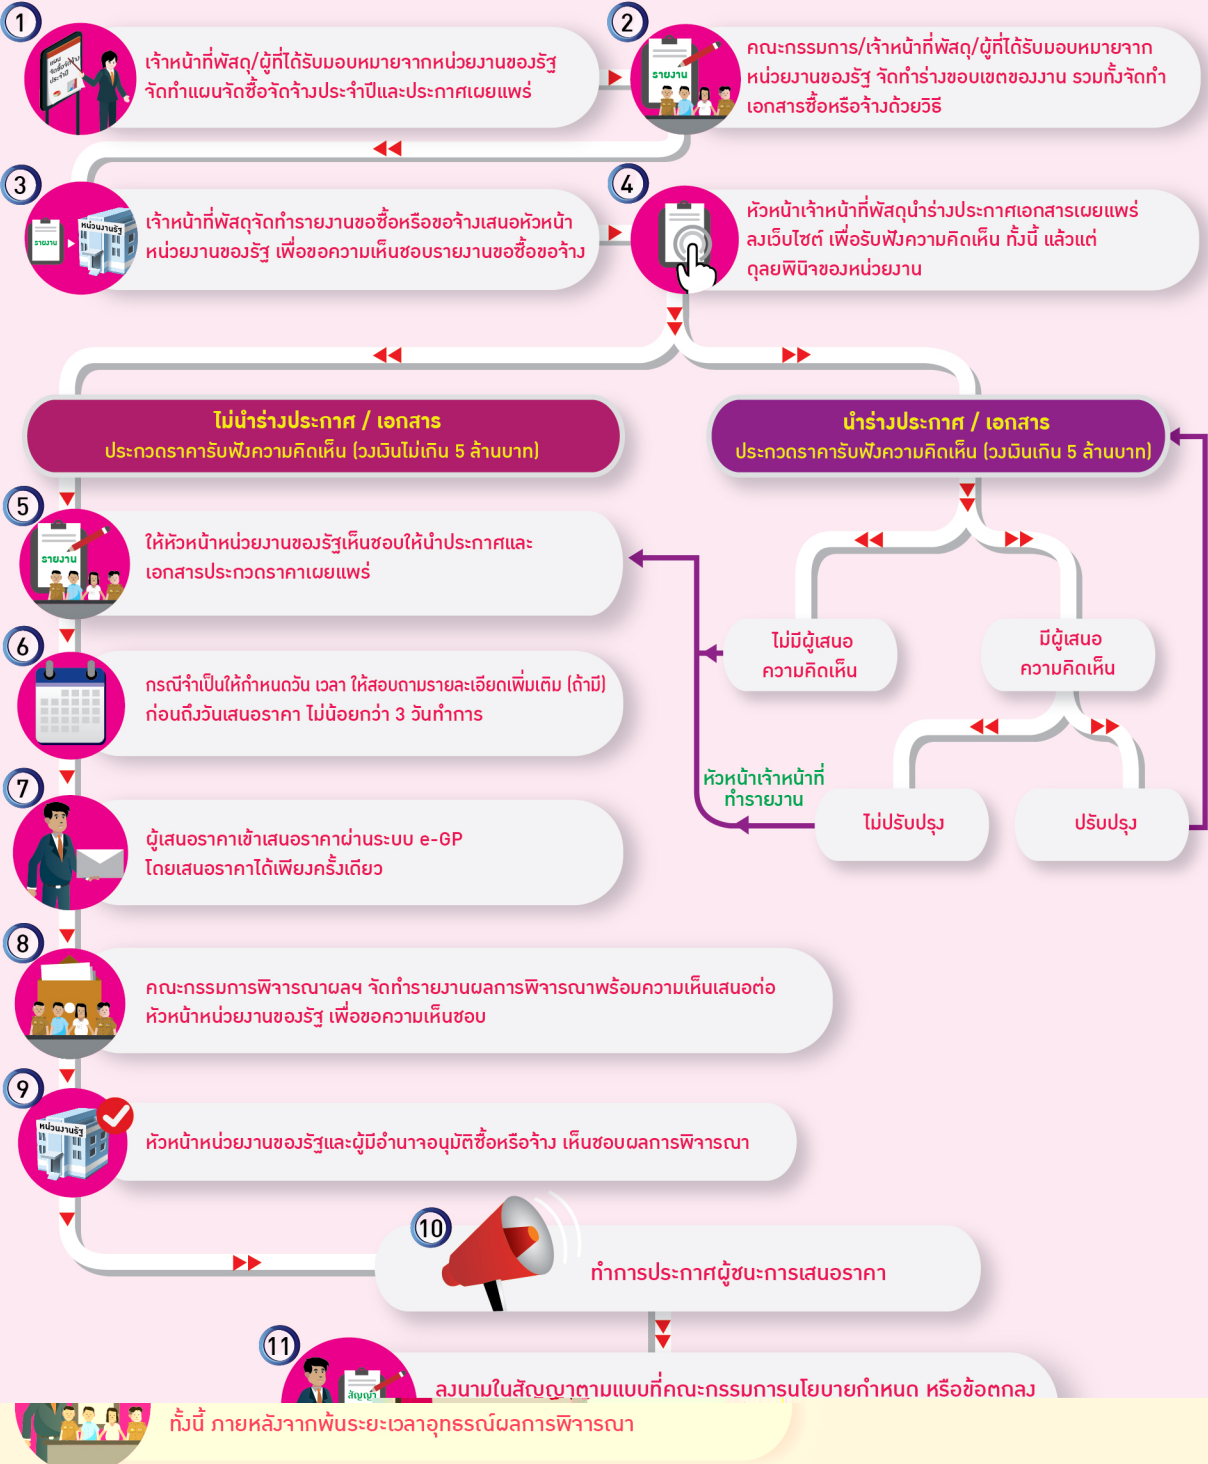 1
แผน
จัดซื้อจัดจ้าง
ประจำปี
เจ้าหน้าที่พัสดุ/ผู้ที่ได้รับมอบหมายจากหน่วยงานของรัฐ
จัดทำแผนจัดซื้อจัดจ้างประจำปีและประกาศเผยแพร่
2
รายงาน
คณะกรรมการ/เจ้าหน้าที่พัสดุ/ผู้ที่ได้รับมอบหมายจาก
หน่วยงานของรัฐ จัดทำร่างขอบเขตของงาน รวมทั้งจัดทำ
เอกสารซื้อหรือจ้างด้วยวิธี
3
รายงาน
หน่วยงานรัฐ
เจ้าหน้าที่พัสดุจัดทำรายงานขอซื้อหรือขอจ้างเสนอหัวหน้า
หน่วยงานของรัฐ เพื่อขอความเห็นชอบรายงานขอซื้อขอจ้าง
4
หัวหน้าเจ้าหน้าที่พัสดุนำร่างประกาศเอกสารเผยแพร่
ลงเว็บไซต์ เพื่อรับฟังความคิดเห็น ทั้งนี้ แล้วแต่
ดุลยพินิจของหน่วยงาน
ไม่นำร่างประกาศ / เอกสาร
ประกวดราคารับฟังความคิดเห็น (วงเงินไม่เกิน 5 ล้านบาท)
นำร่างประกาศ / เอกสาร
ประกวดราคารับฟังความคิดเห็น (วงเงินเกิน 5 ล้านบาท)
5
รายงาน
ให้หัวหน้าหน่วยงานของรัฐเห็นชอบให้นำประกาศและ
เอกสารประกวดราคาเผยแพร่
ไม่มีผู้เสนอ
ความคิดเห็น
มีผู้เสนอ
ความคิดเห็น
6
กรณีจำเป็นให้กำหนดวัน เวลา ให้สอบถามรายละเอียดเพิ่มเติม (ถ้ามี)
ก่อนถึงวันเสนอราคา ไม่น้อยกว่า 3 วันทำการ
หัวหน้าเจ้าหน้าที่
ทำรายงาน
ไม่ปรับปรุง
ปรับปรุง
7
ผู้เสนอราคาเข้าเสนอราคาผ่านระบบ e-GP
โดยเสนอราคาได้เพียงครั้งเดียว
8
คณะกรรมการพิจารณาผลฯ จัดทำรายงานผลการพิจารณาพร้อมความเห็นเสนอต่อ
หัวหน้าหน่วยงานของรัฐ เพื่อขอความเห็นชอบ
9
หน่วยงานรัฐ
หัวหน้าหน่วยงานของรัฐและผู้มีอำนาจอนุมัติซื้อหรือจ้าง เห็นชอบผลการพิจารณา
10
ทำการประกาศผู้ชนะการเสนอราคา
11
สัญญา
ลงนามในสัญญาตามแบบที่คณะกรรมการนโยบายกำหนด หรือข้อตกลง
ทั้งนี้ ภายหลังจากพ้นระยะเวลาอุทธรณ์ผลการพิจารณา